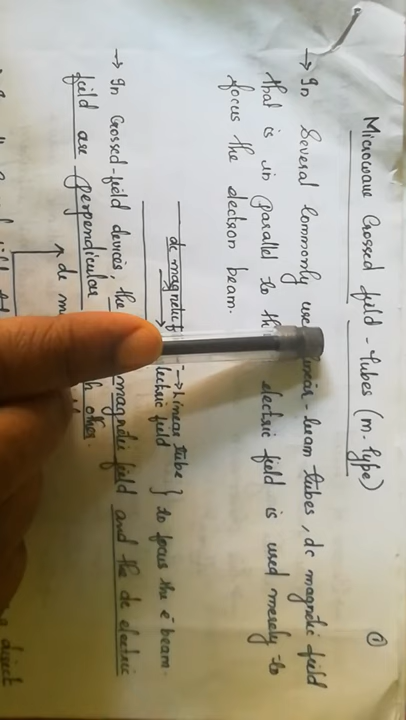 Microwave Crossed field - tubes (m-type)
①
→ In Several Commonly use linear-beam tubes, dc magnetic field
that is in parallel to the electric field is used merely to
focus the electron beam.
dc magnetic f → Linear tube } to focus the e⁻ beam.
electric field
→ In Crossed-field devices, the magnetic field and the dc electric
field are perpendicular other.
dc m